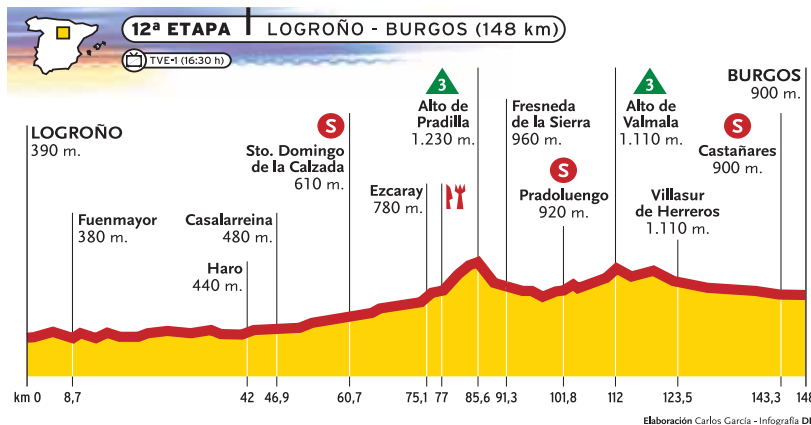 12ª ETAPA LOGROÑO - BURGOS (148 km)
TVE-1 (16:30 h)
LOGROÑO
390 m.
Fuenmayor
380 m.
Haro
440 m.
Casalarreina
480 m.
S
Sto. Domingo
de la Calzada
610 m.
Ezcaray
780 m.
3
Alto de
Pradilla
1.230 m.
Fresneda
de la Sierra
960 m.
S
Pradoluengo
920 m.
3
Alto de
Valmala
1.110 m.
Villasur
de Herreros
1.110 m.
S
Castañares
900 m.
BURGOS
900 m.
km 0 8,7 42 46,9 60,7 75,1 77 85,6 91,3 101,8 112 123,5 143,3 148
Elaboración Carlos García - Infografía